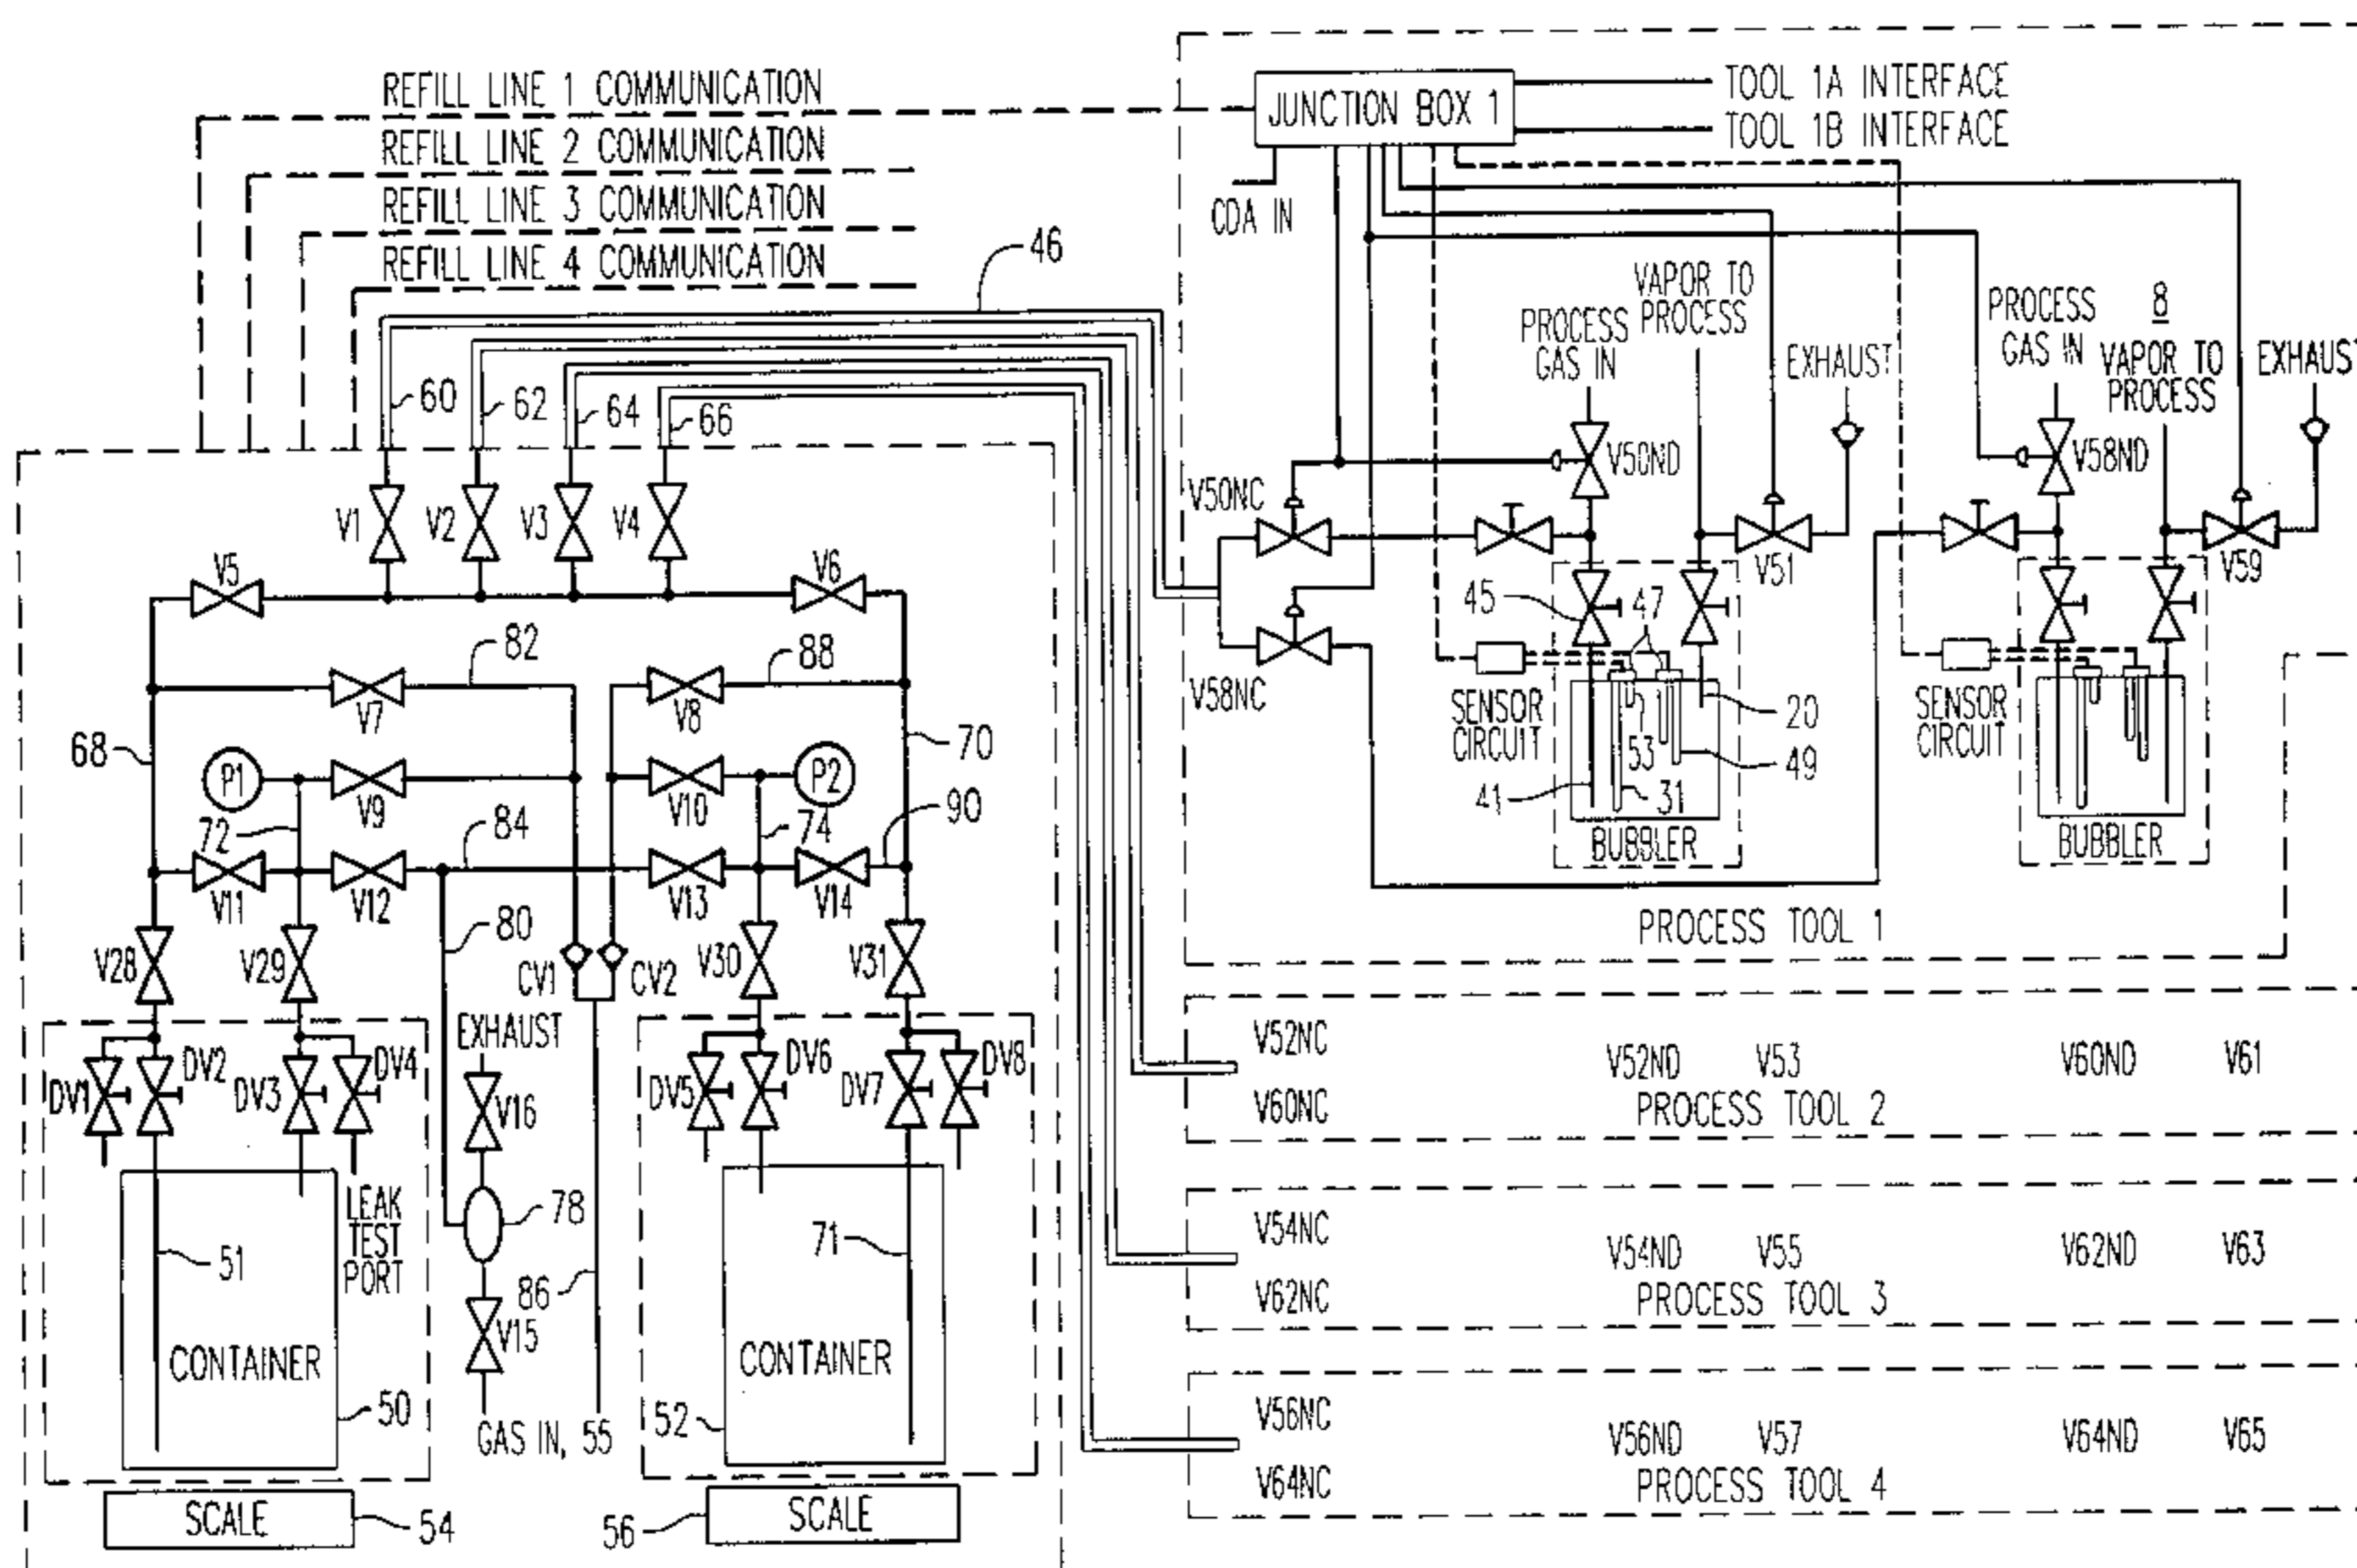 REFILL LINE 1 COMMUNICATION
REFILL LINE 2 COMMUNICATION
REFILL LINE 3 COMMUNICATION
REFILL LINE 4 COMMUNICATION
JUNCTION BOX 1
TOOL 1A INTERFACE
TOOL 1B INTERFACE
CDA IN
46
60
62
64
66
V1
V2
V3
V4
V5
V6
82
88
V7
V8
68
70
P1
P2
V9
V10
72
74
84
90
V11
V12
V13
V14
80
V28
V29
CV1
CV2
V30
V31
EXHAUST
DV1
DV2
DV3
DV4
V16
DV5
DV6
DV7
DV8
LEAK
TEST
PORT
78
51
71
86
V15
CONTAINER
CONTAINER
50
52
GAS IN, 55
SCALE
54
56
SCALE
PROCESS
GAS IN
VAPOR TO
PROCESS
EXHAUST
PROCESS
GAS IN
8
VAPOR TO
PROCESS
EXHAUST
V50NC
V50ND
V58ND
V51
V59
45
47
V58NC
SENSOR
CIRCUIT
20
53
49
41
31
BUBBLER
SENSOR
CIRCUIT
BUBBLER
PROCESS TOOL 1
V52NC
V60NC
V52ND
V53
V60ND
V61
PROCESS TOOL 2
V54NC
V62NC
V54ND
V55
V62ND
V63
PROCESS TOOL 3
V56NC
V64NC
V56ND
V57
V64ND
V65
PROCESS TOOL 4